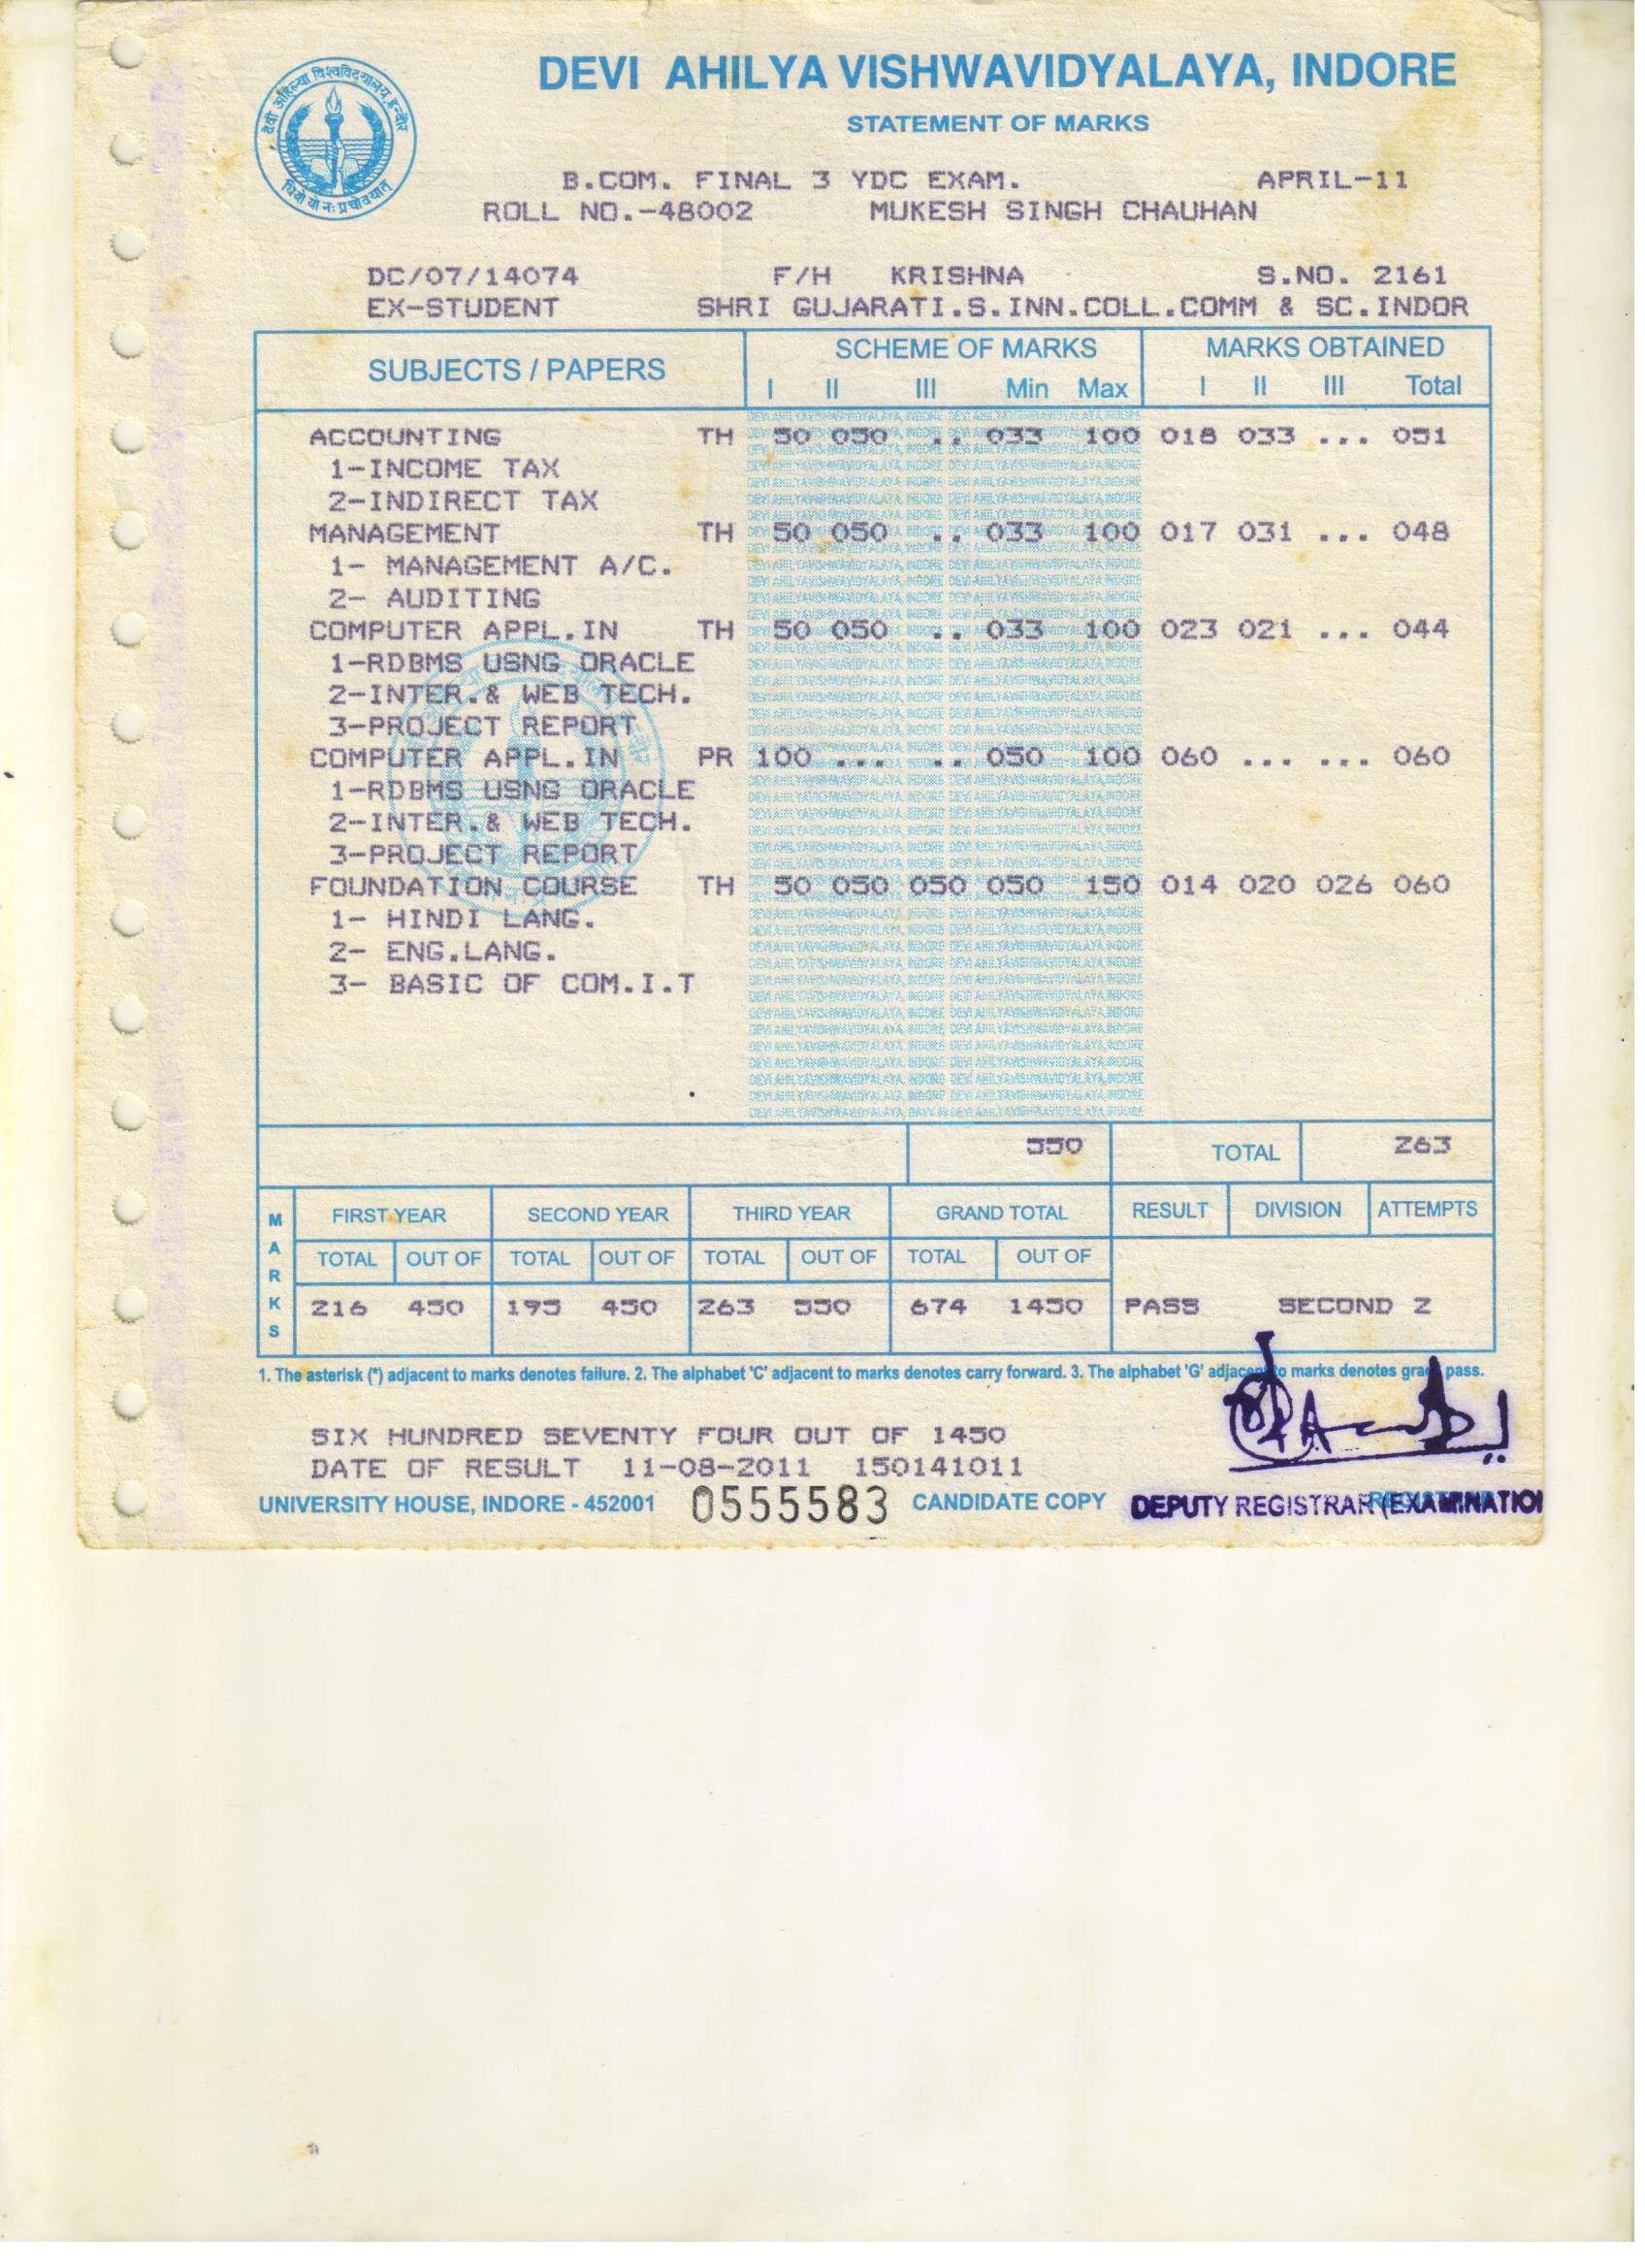 देवी अहिल्या विश्वविद्यालय, इन्दौर
धियो यो नः प्रचोदयात्
DEVI AHILYA VISHWAVIDYALAYA, INDORE
STATEMENT OF MARKS
B.COM. FINAL 3 YDC EXAM. APRIL-11
ROLL NO.-48002 MUKESH SINGH CHAUHAN
DC/07/14074 F/H KRISHNA S.NO. 2161
EX-STUDENT SHRI GUJARATI.S.INN.COLL.COMM & SC.INDOR
SUBJECTS / PAPERS SCHEME OF MARKS MARKS OBTAINED
I II III Min Max I II III Total
ACCOUNTING TH 50 050 .. 033 100 018 033 ... 051
1-INCOME TAX
2-INDIRECT TAX
MANAGEMENT TH 50 050 .. 033 100 017 031 ... 048
1- MANAGEMENT A/C.
2- AUDITING
COMPUTER APPL.IN TH 50 050 .. 033 100 023 021 ... 044
1-RDBMS USNG ORACLE
2-INTER.& WEB TECH.
3-PROJECT REPORT
COMPUTER APPL.IN PR 100 ... .. 050 100 060 ... ... 060
1-RDBMS USNG ORACLE
2-INTER.& WEB TECH.
3-PROJECT REPORT
FOUNDATION COURSE TH 50 050 050 050 150 014 020 026 060
1- HINDI LANG.
2- ENG.LANG.
3- BASIC OF COM.I.T
550 TOTAL 263
MARKS FIRST YEAR SECOND YEAR THIRD YEAR GRAND TOTAL RESULT DIVISION ATTEMPTS
TOTAL OUT OF TOTAL OUT OF TOTAL OUT OF TOTAL OUT OF
216 450 195 450 263 550 674 1450 PASS SECOND 2
1. The asterisk (*) adjacent to marks denotes failure. 2. The alphabet 'C' adjacent to marks denotes carry forward. 3. The alphabet 'G' adjacent to marks denotes grace pass.
SIX HUNDRED SEVENTY FOUR OUT OF 1450
DATE OF RESULT 11-08-2011 150141011
UNIVERSITY HOUSE, INDORE - 452001 0555583 CANDIDATE COPY DEPUTY REGISTRAR (EXAMINATION